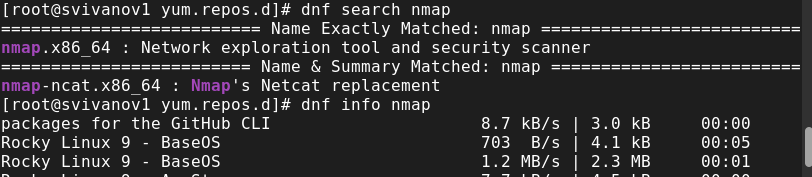 [root@svivanov1 yum.repos.d]# dnf search nmap
========================== Name Exactly Matched: nmap ==========================
nmap.x86_64 : Network exploration tool and security scanner
========================= Name & Summary Matched: nmap =========================
nmap-ncat.x86_64 : Nmap's Netcat replacement
[root@svivanov1 yum.repos.d]# dnf info nmap
packages for the GitHub CLI                     8.7 kB/s | 3.0 kB     00:00
Rocky Linux 9 - BaseOS                          703  B/s | 4.1 kB     00:05
Rocky Linux 9 - BaseOS                          1.2 MB/s | 2.3 MB     00:01